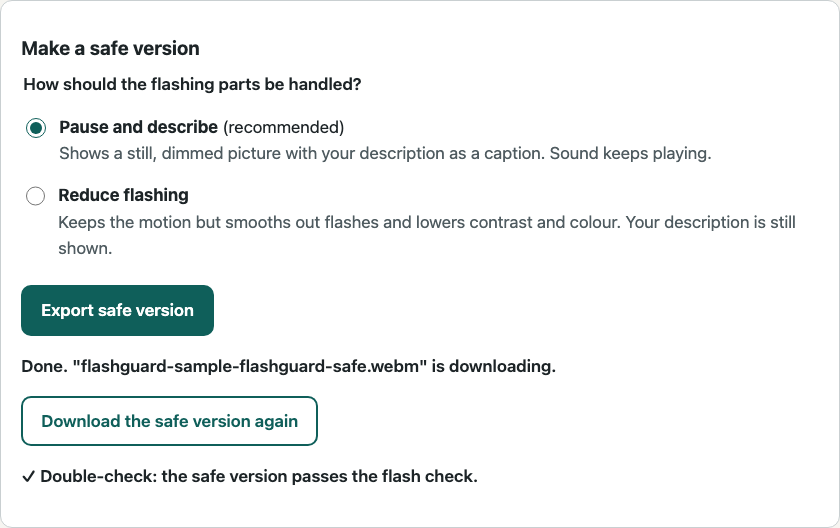 Make a safe version
How should the flashing parts be handled?
Pause and describe (recommended)
Shows a still, dimmed picture with your description as a caption. Sound keeps playing.
Reduce flashing
Keeps the motion but smooths out flashes and lowers contrast and colour. Your description is still
shown.
Export safe version
Done. "flashguard-sample-flashguard-safe.webm" is downloading.
Download the safe version again
✓ Double-check: the safe version passes the flash check.